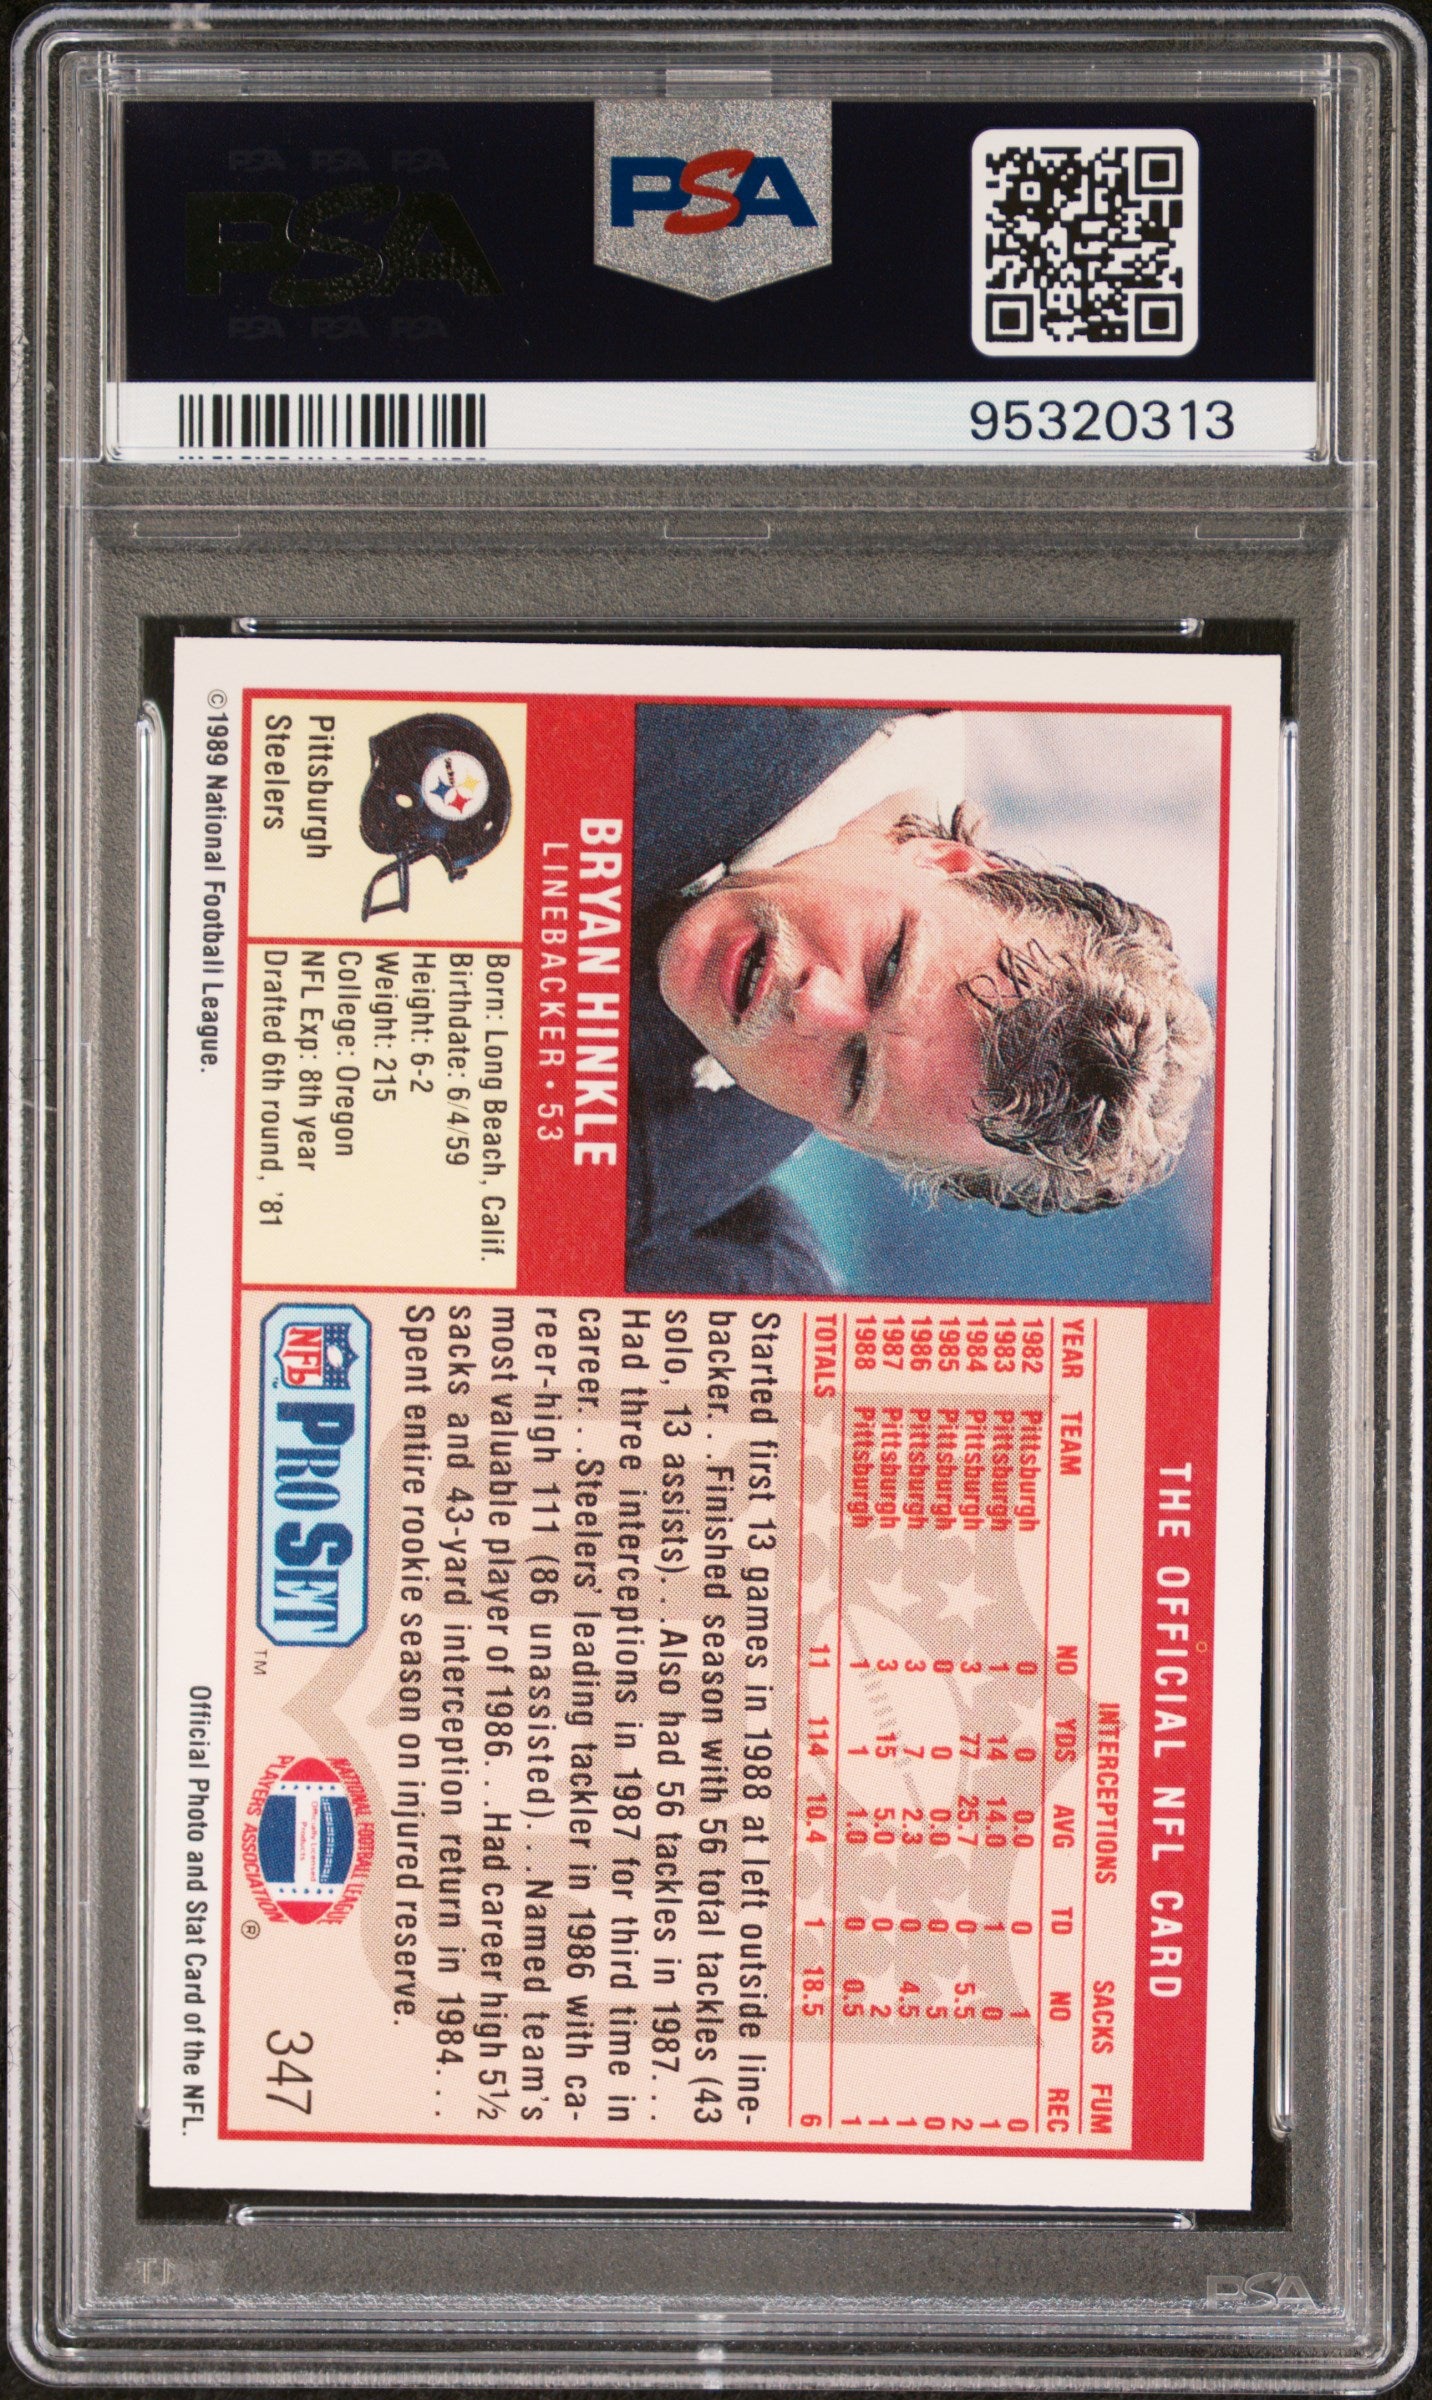 PSA PSA PSA
PSA
PSA PSA PSA
PSA
95320313
THE OFFICIAL NFL CARD
BRYAN HINKLE
LINEBACKER • 53
Pittsburgh
Steelers
Born: Long Beach, Calif.
Birthdate: 6/4/59
Height: 6-2
Weight: 215
College: Oregon
NFL Exp: 8th year
Drafted 6th round, '81
INTERCEPTIONS SACKS FUM
YEAR TEAM NO YDS AVG TD NO REC
1982 Pittsburgh 0 0 0.0 0 1 0
1983 Pittsburgh 1 14 14.0 1 0 1
1984 Pittsburgh 3 77 25.7 0 5.5 2
1985 Pittsburgh 0 0 0.0 0 5 0
1986 Pittsburgh 3 7 2.3 0 4.5 1
1987 Pittsburgh 3 15 5.0 0 2 1
1988 Pittsburgh 1 1 1.0 0 0.5 1
TOTALS 11 114 10.4 1 18.5 6
Started first 13 games in 1988 at left outside line-
backer. . .Finished season with 56 total tackles (43
solo, 13 assists). . .Also had 56 tackles in 1987. . .
Had three interceptions in 1987 for third time in
career. . .Steelers' leading tackler in 1986 with ca-
reer-high 111 (86 unassisted). . .Named team's
most valuable player of 1986. . .Had career high 5½
sacks and 43-yard interception return in 1984. . .
Spent entire rookie season on injured reserve.
NFL PRO SET
TM
NATIONAL FOOTBALL LEAGUE
Officially Licensed
Products
PLAYERS ASSOCIATION
®
347
©1989 National Football League.
Official Photo and Stat Card of the NFL.
PSA